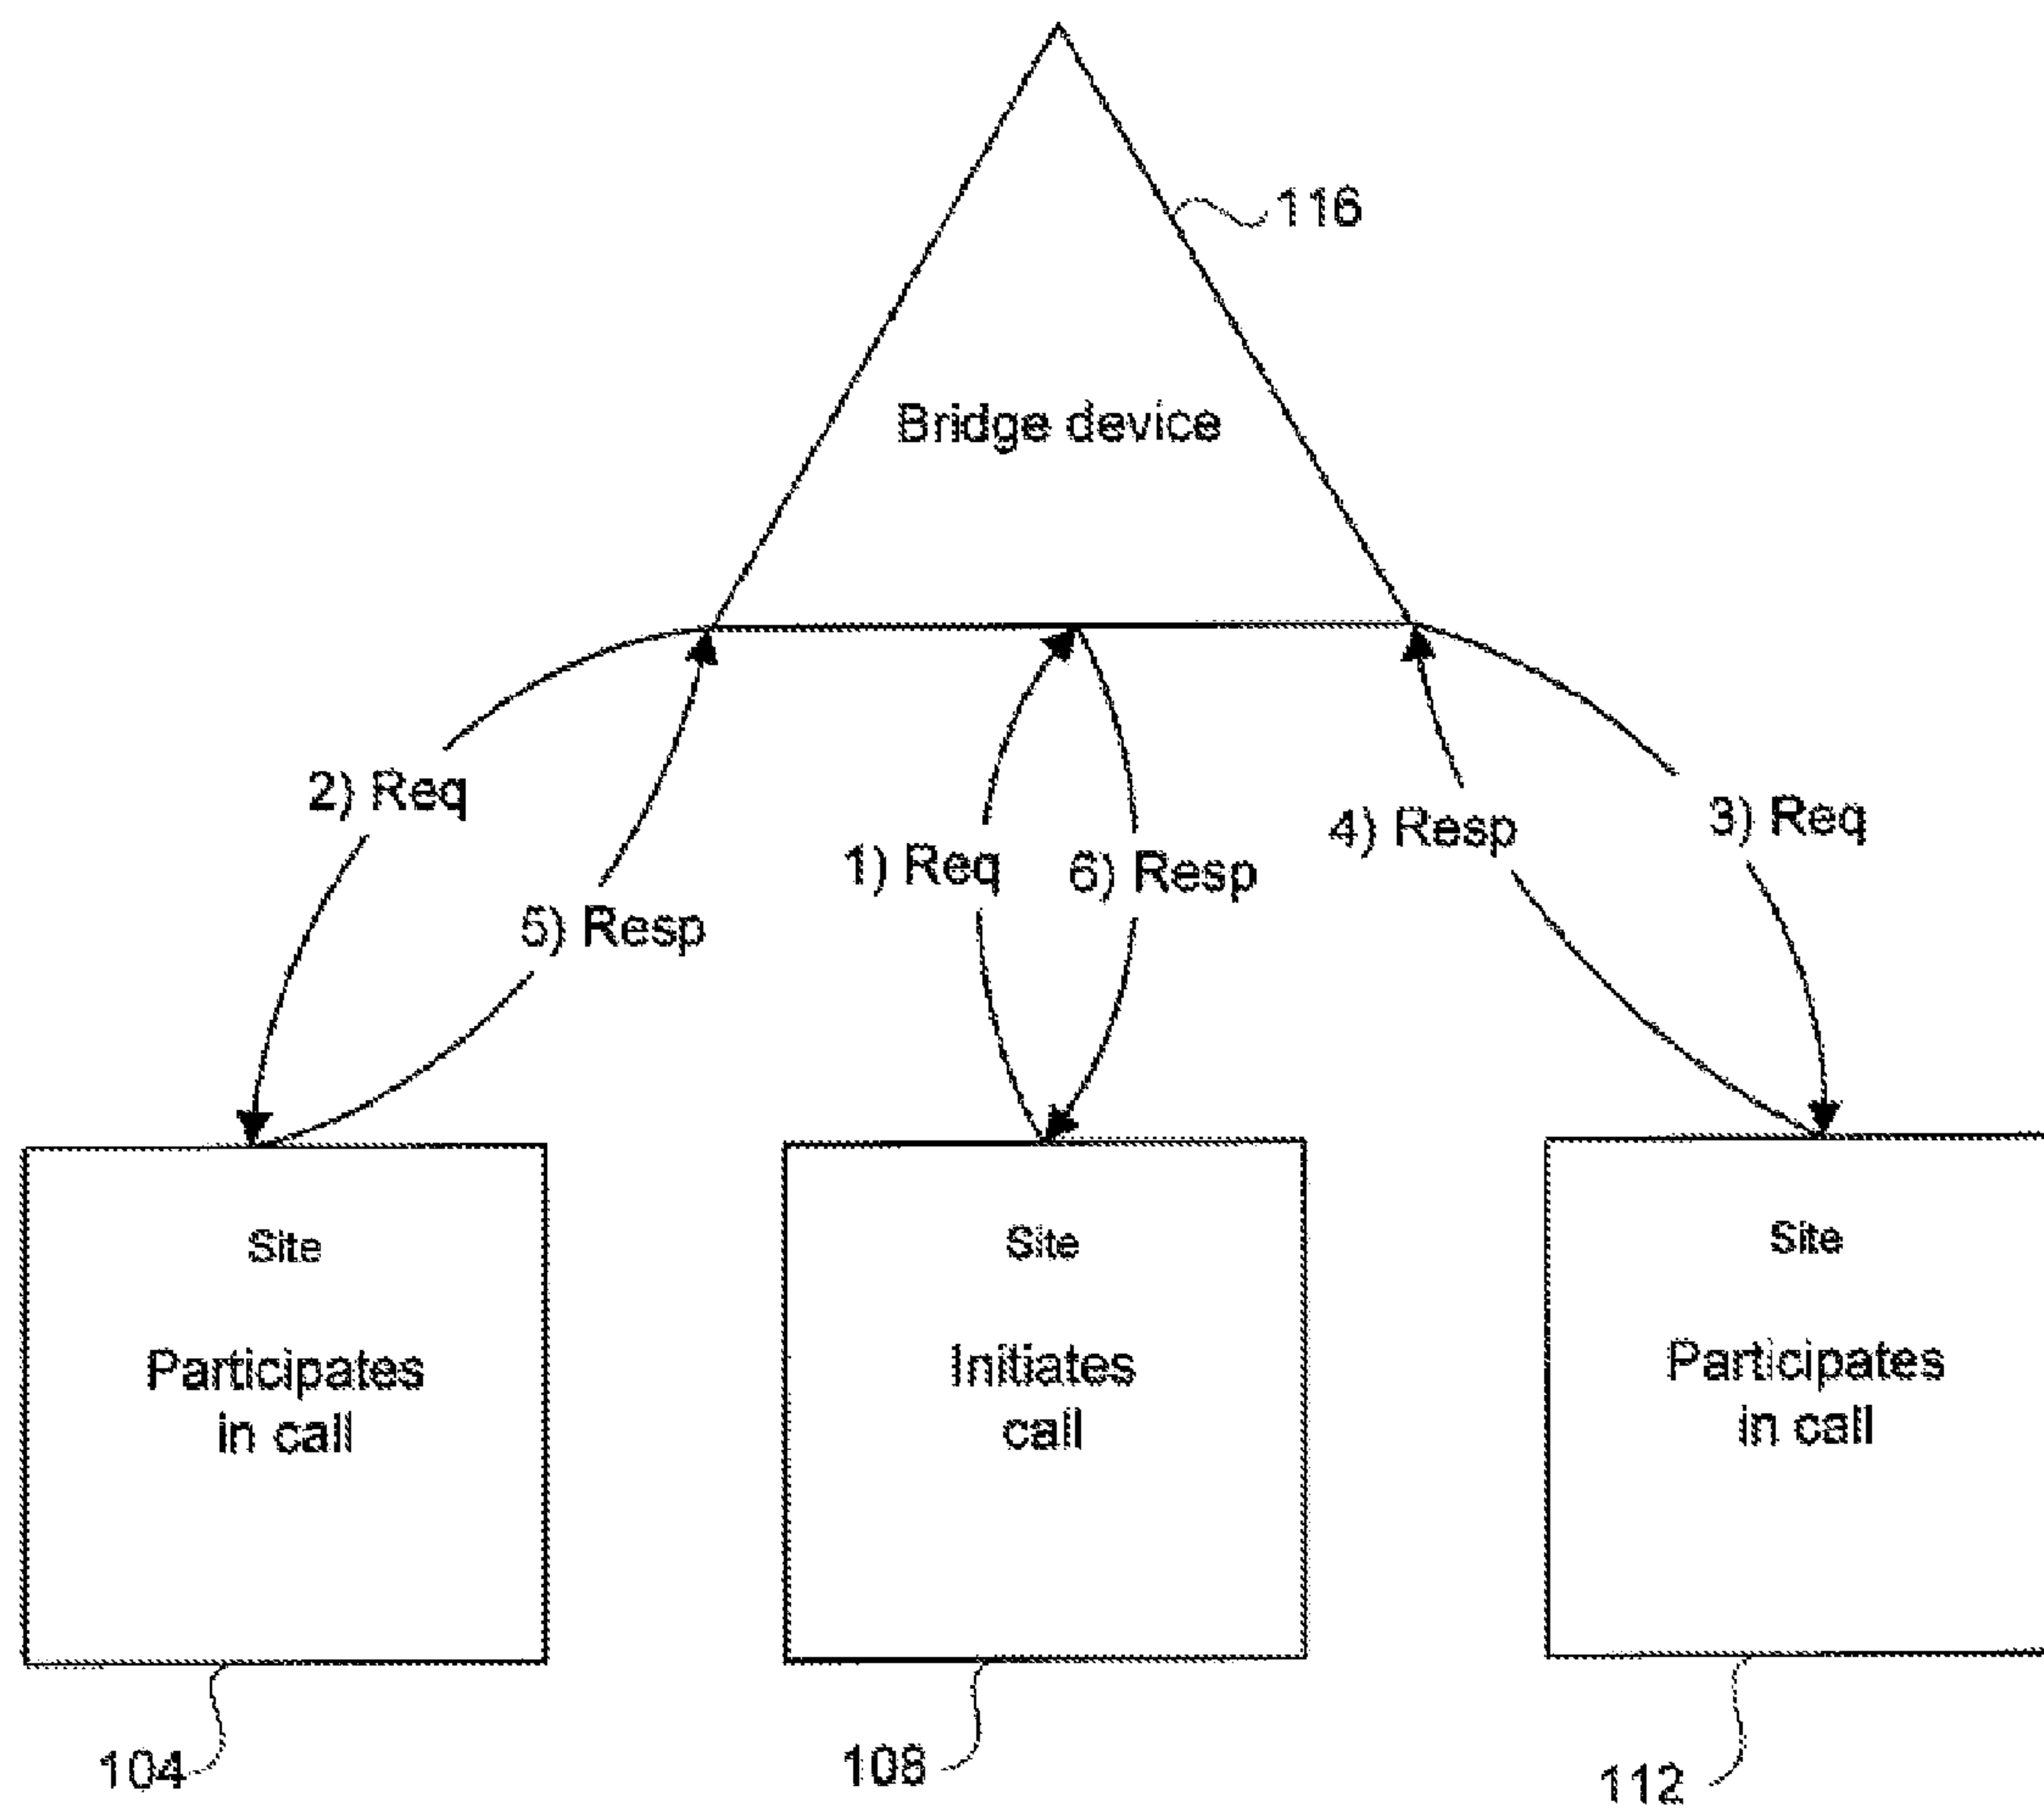 116
Bridge device
2) Req
5) Resp
1) Req
6) Resp
4) Resp
3) Req
Site
Participates
in call
Site
Initiates
call
Site
Participates
in call
104
108
112